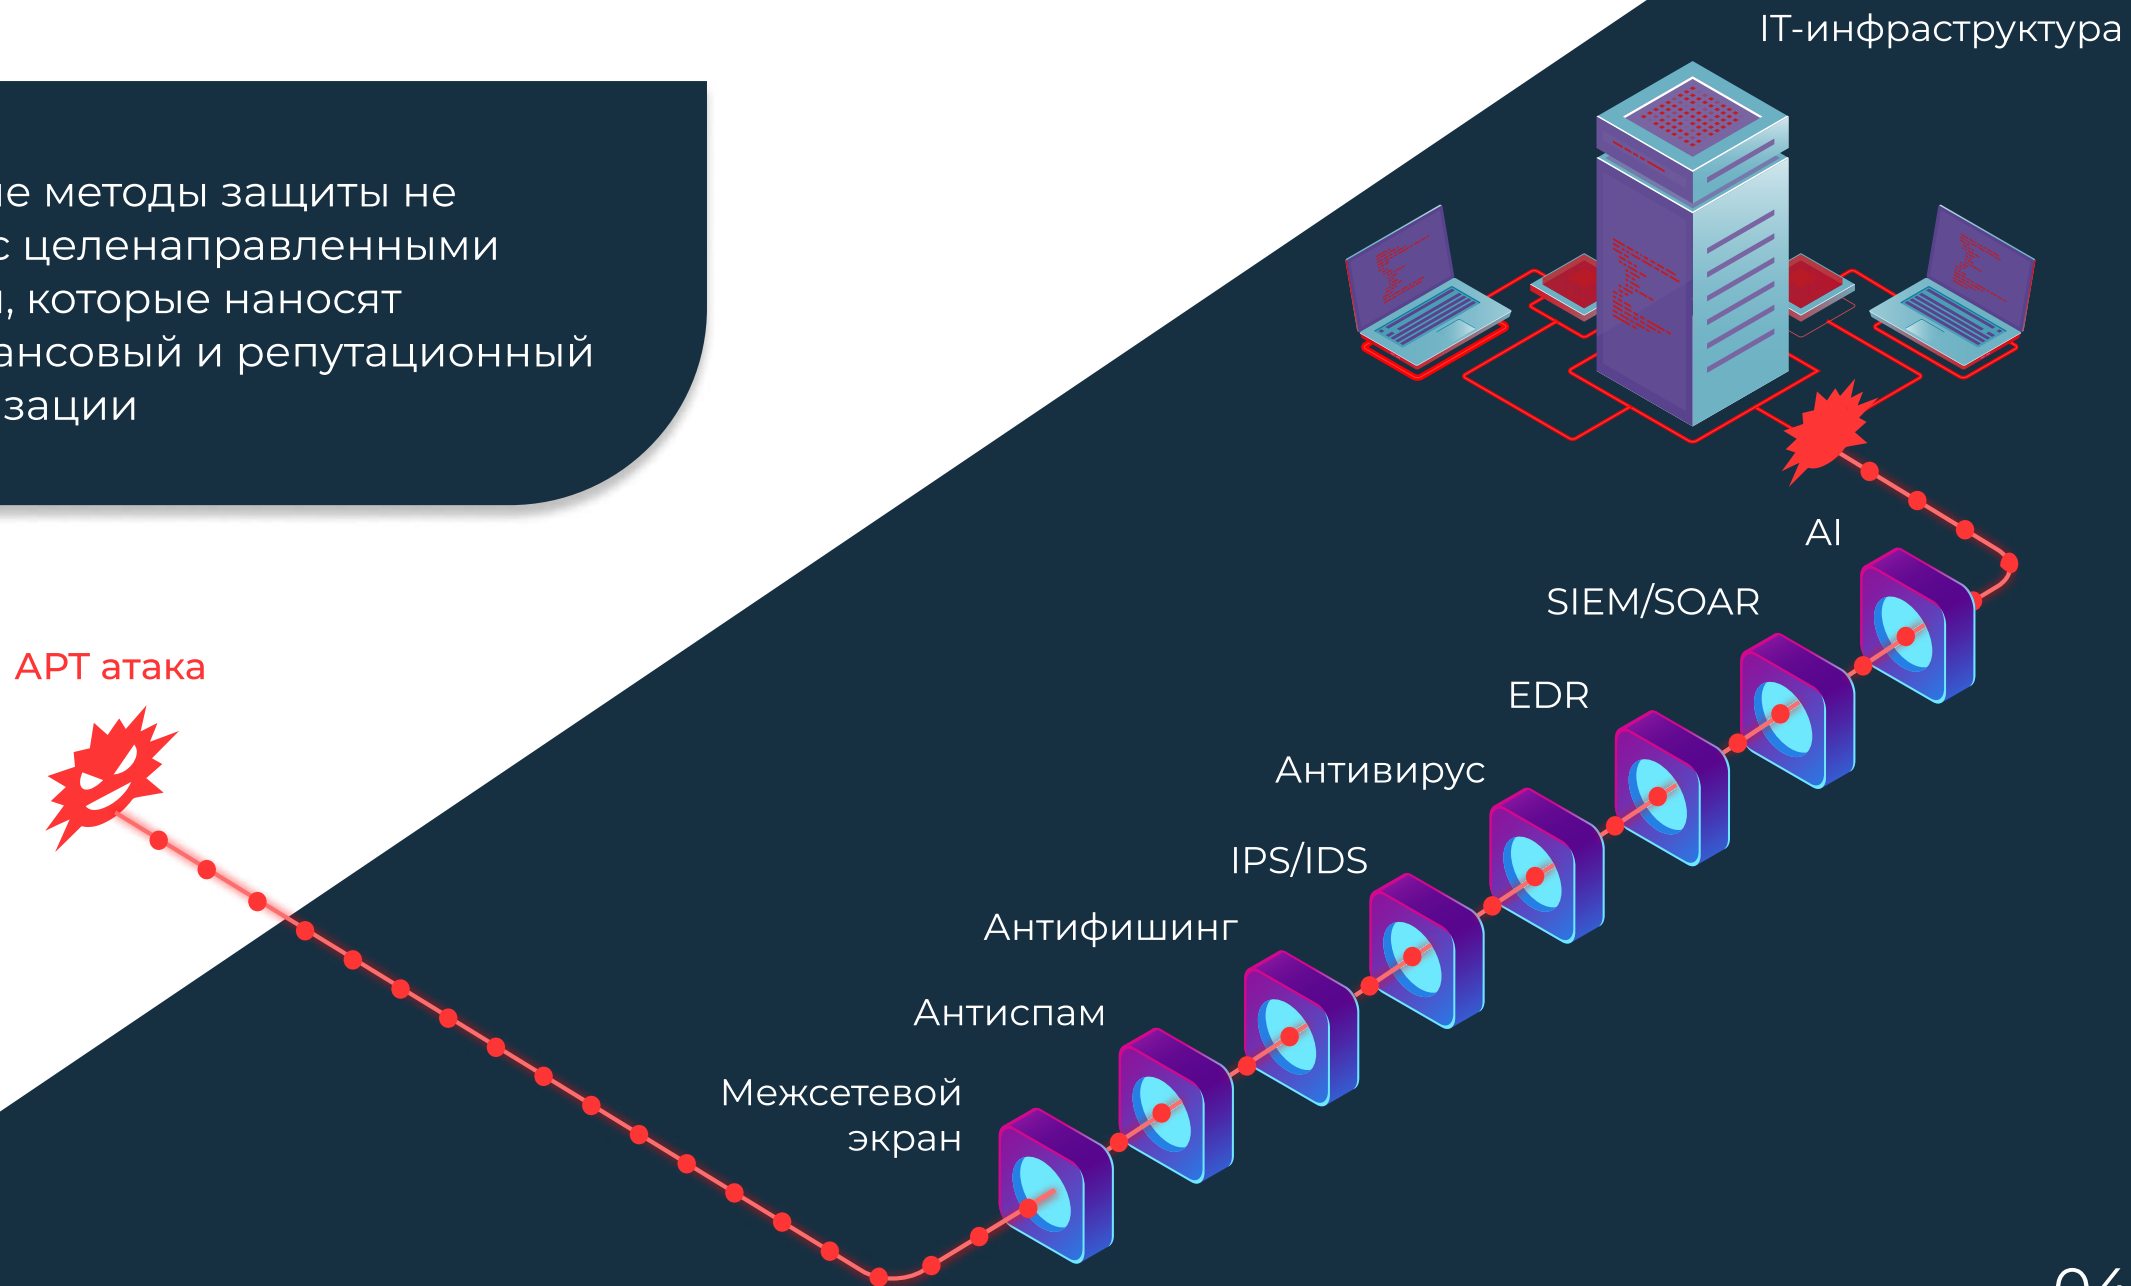 IT-инфраструктура
е методы защиты не
с целенаправленными
, которые наносят
ансовый и репутационный
зации
AI
SIEM/SOAR
APT атака
EDR
Антивирус
IPS/IDS
Антифишинг
Антиспам
Межсетевой
экран